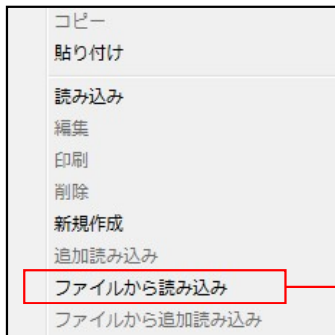 コピー
貼り付け
読み込み
編集
印刷
削除
新規作成
追加読み込み
ファイルから読み込み
ファイルから追加読み込み